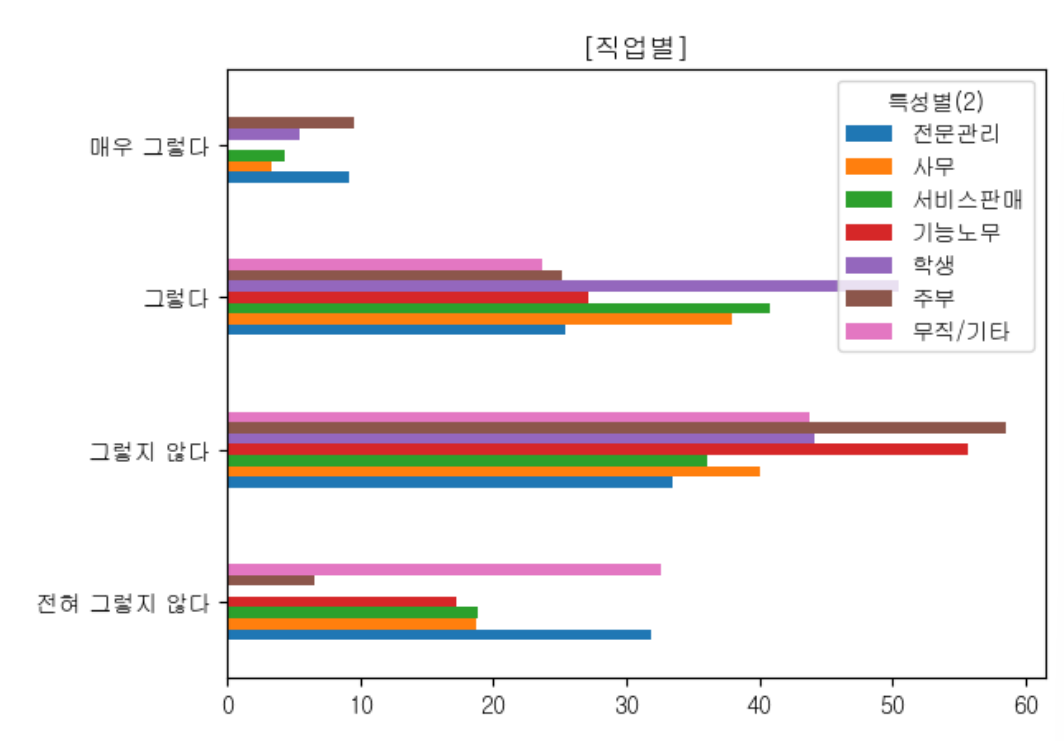 [직업별]
특성별(2)
전문관리
사무
서비스판매
기능노무
학생
주부
무직/기타
매우 그렇다
그렇다
그렇지 않다
전혀 그렇지 않다
0 10 20 30 40 50 60